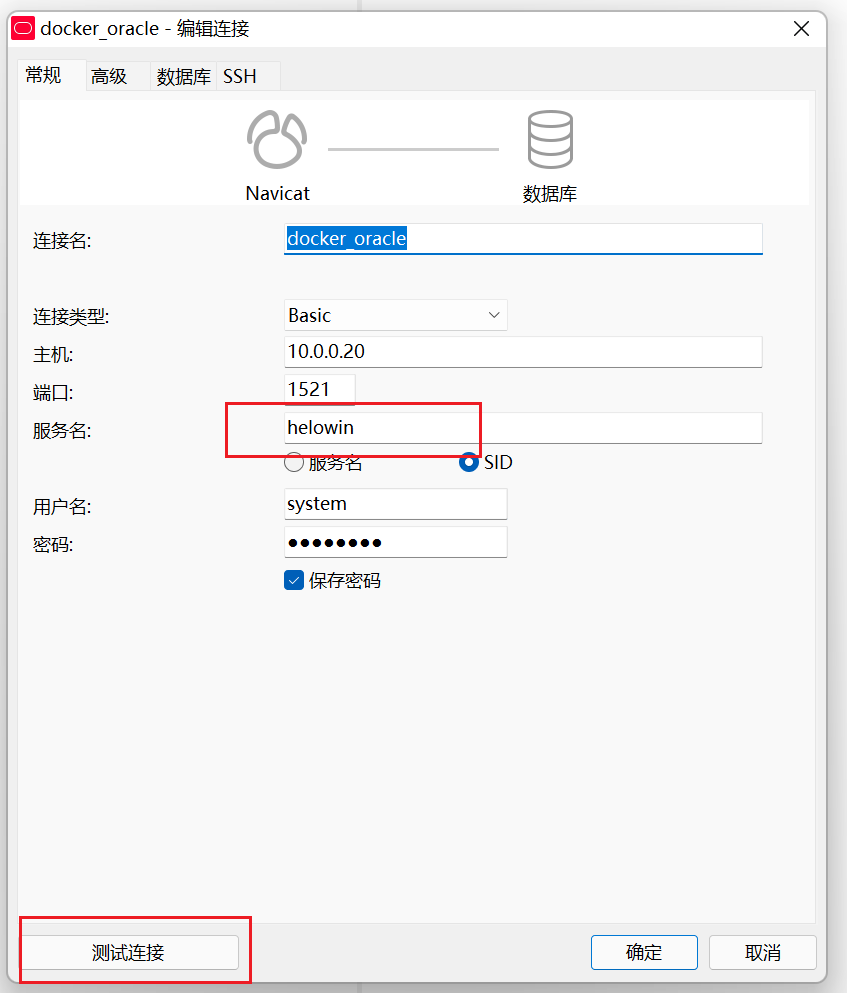 docker_oracle - 编辑连接
常规 高级 数据库 SSH
Navicat 数据库
连接名: docker_oracle
连接类型: Basic
主机: 10.0.0.20
端口: 1521
服务名: helowin
服务名 SID
用户名: system
密码: ●●●●●●●●
保存密码
测试连接 确定 取消